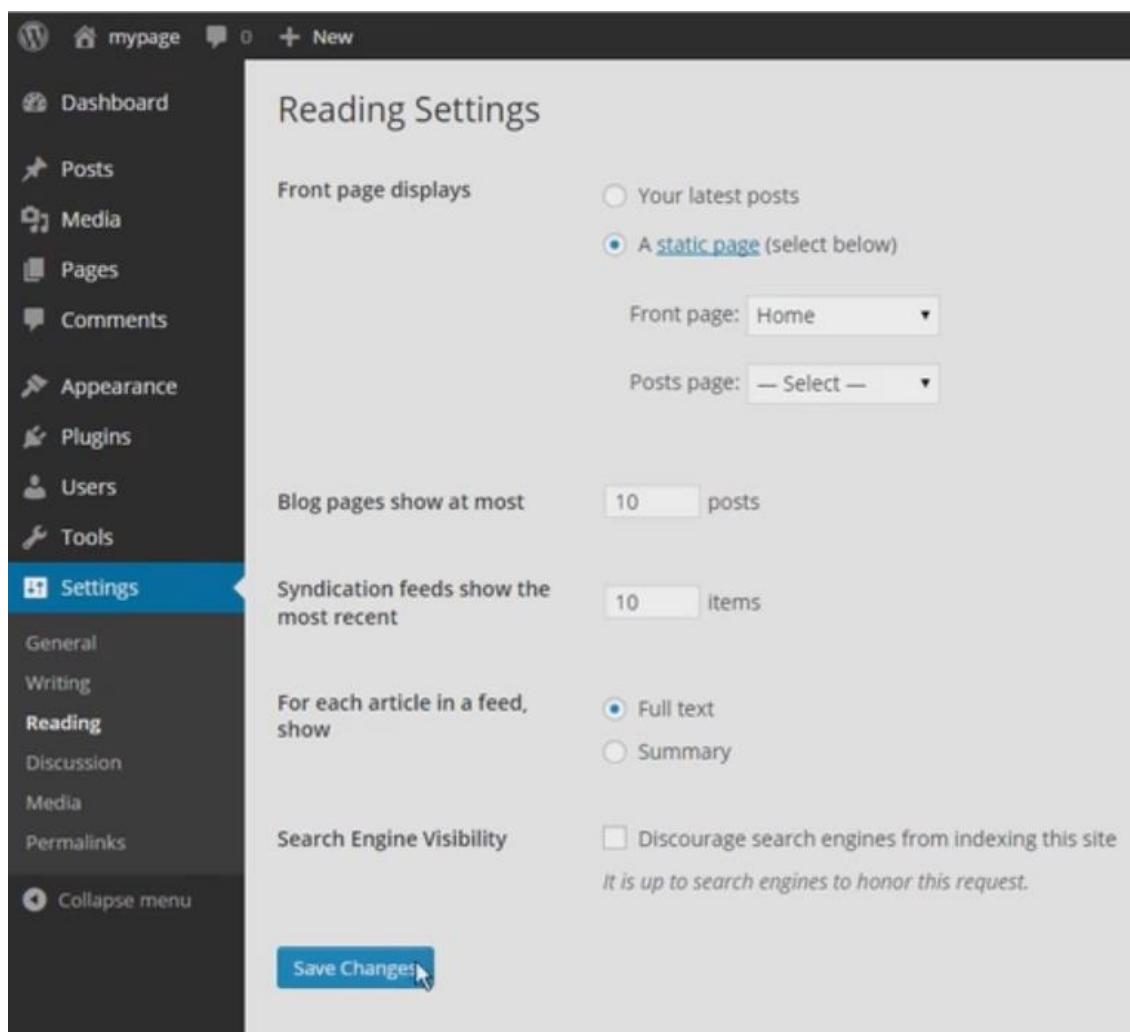 mypage 0 New
Dashboard
Posts
Media
Pages
Comments
Appearance
Plugins
Users
Tools
Settings
General
Writing
Reading
Discussion
Media
Permalinks
Collapse menu
Reading Settings
Front page displays
Your latest posts
A static page (select below)
Front page: Home
Posts page: — Select —
Blog pages show at most
10 posts
Syndication feeds show the
most recent
10 items
For each article in a feed,
show
Full text
Summary
Search Engine Visibility
Discourage search engines from indexing this site
It is up to search engines to honor this request.
Save Changes